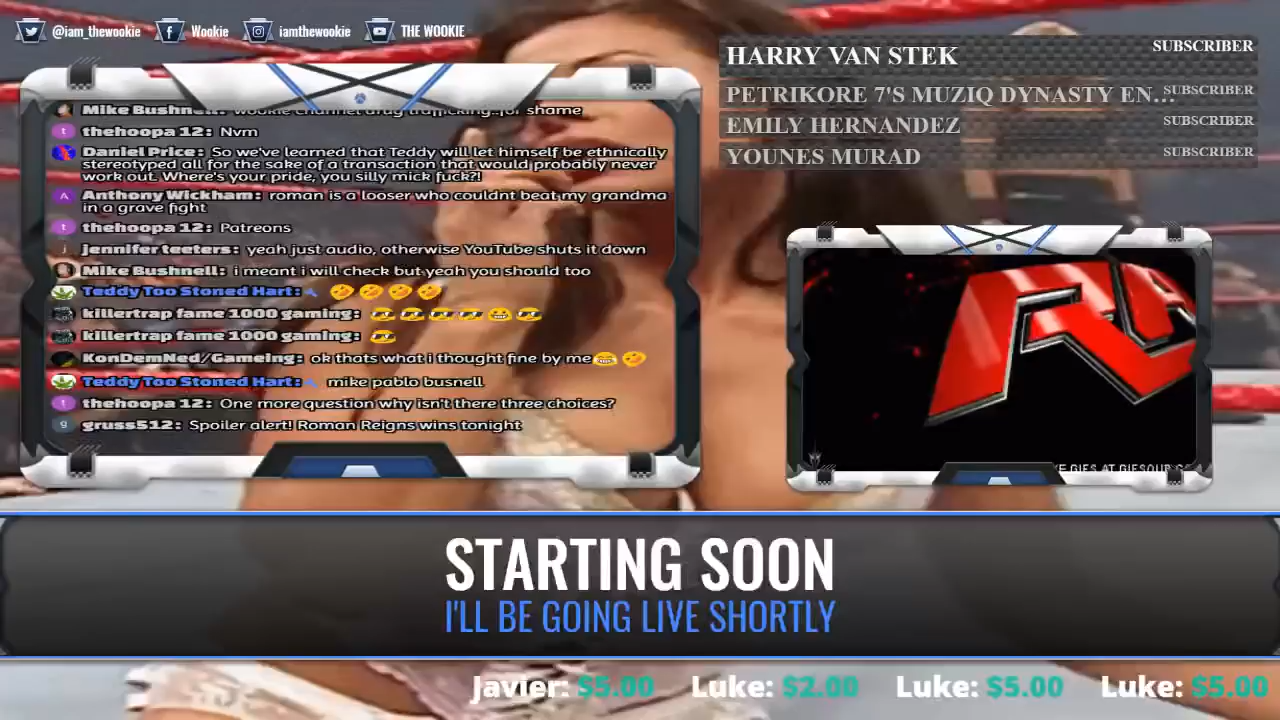 @iam_thewookie
Wookie
iamthewookie
THE WOOKIE
Mike Bushnell: wookie channel drug trafficking..for shame
thehoopa 12: Nvm
Daniel Price: So we've learned that Teddy will let himself be ethnically
stereotyped all for the sake of a transaction that would probably never
work out. Where's your pride, you silly mick fuck?!
Anthony Wickham: roman is a looser who couldnt beat my grandma
in a grave fight
thehoopa 12: Patreons
jennifer teeters: yeah just audio, otherwise YouTube shuts it down
Mike Bushnell: i meant i will check but yeah you should too
Teddy Too Stoned Hart:
killertrap fame 1000 gaming:
killertrap fame 1000 gaming:
KonDemNed/Gameing: ok thats what i thought fine by me
Teddy Too Stoned Hart: mike pablo busnell
thehoopa 12: One more question why isn't there three choices?
gruss512: Spoiler alert! Roman Reigns wins tonight
HARRY VAN STEK SUBSCRIBER
PETRIKORE 7'S MUZIQ DYNASTY EN... SUBSCRIBER
EMILY HERNANDEZ SUBSCRIBER
YOUNES MURAD SUBSCRIBER
RA
STARTING SOON
I'LL BE GOING LIVE SHORTLY
Javier: $5.00 Luke: $2.00 Luke: $5.00 Luke: $5.00